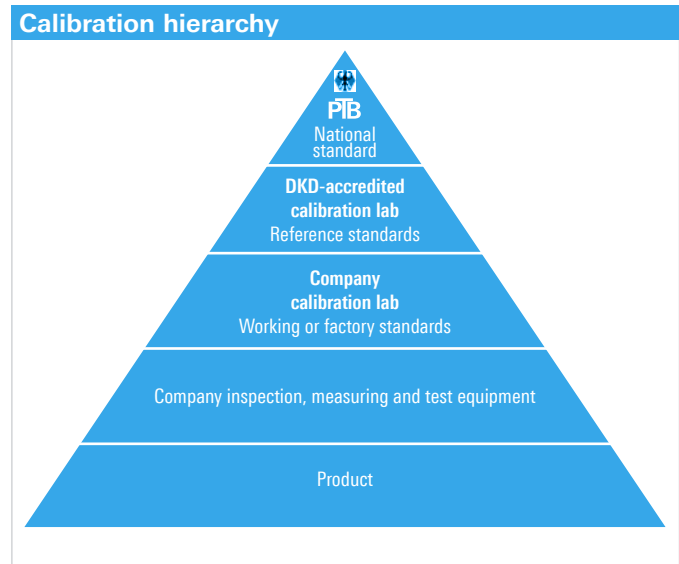 Calibration hierarchy
PTB
National
standard
DKD-accredited
calibration lab
Reference standards
Company
calibration lab
Working or factory standards
Company inspection, measuring and test equipment
Product